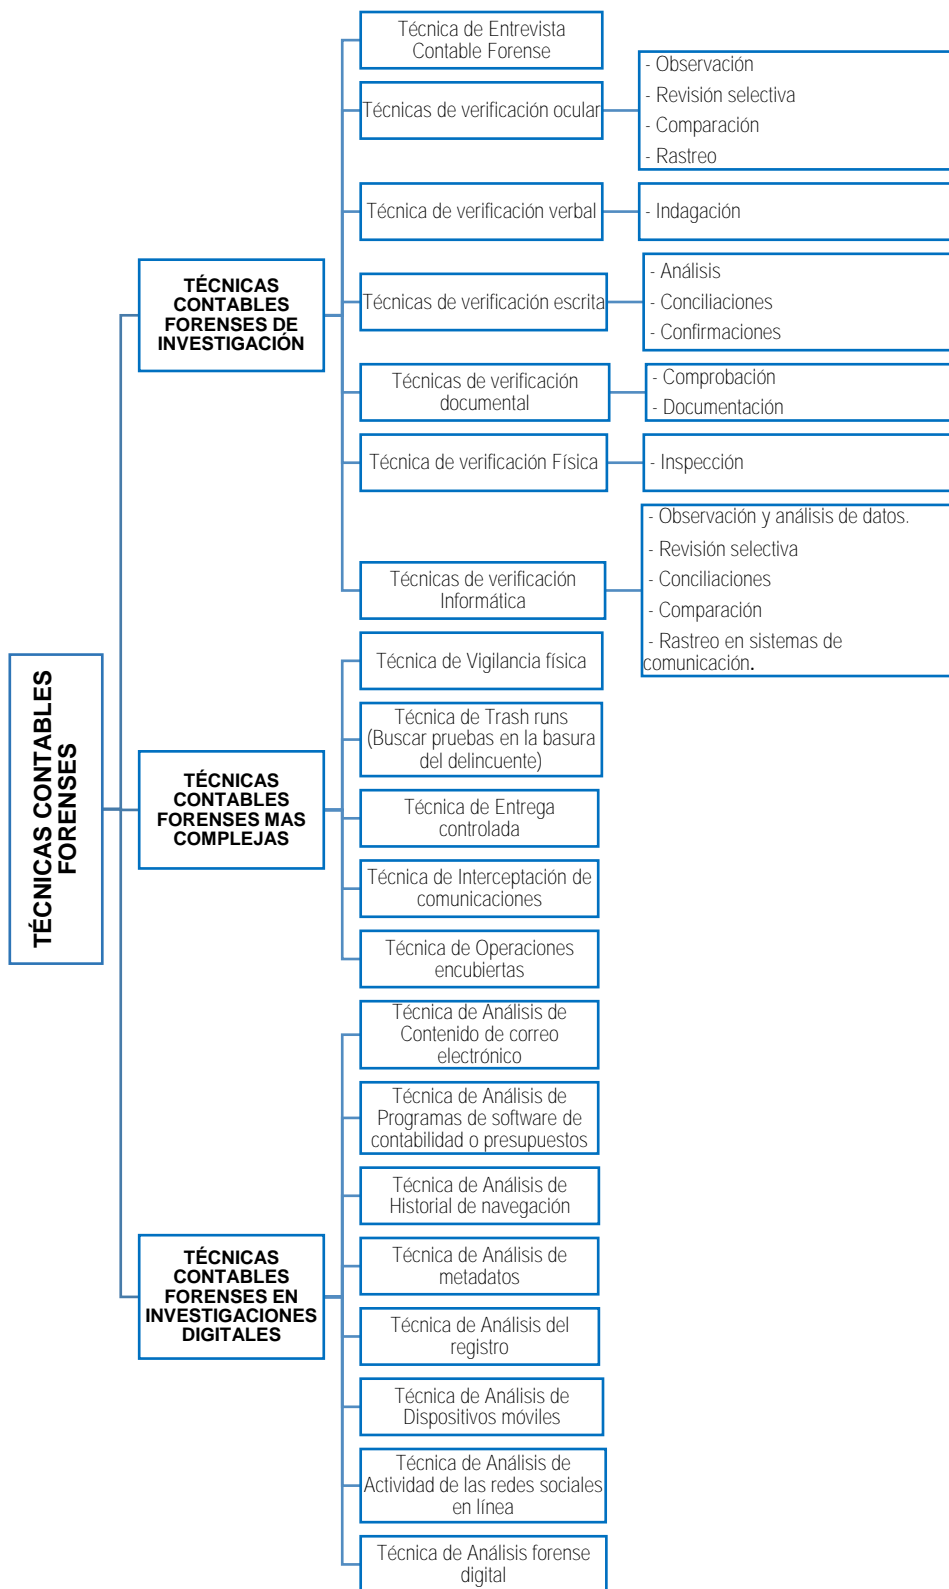 TÉCNICAS CONTABLES
FORENSES
TÉCNICAS
CONTABLES
FORENSES DE
INVESTIGACIÓN
Técnica de Entrevista
Contable Forense
Técnicas de verificación ocular
- Observación
- Revisión selectiva
- Comparación
- Rastreo
Técnica de verificación verbal
- Indagación
Técnicas de verificación escrita
- Análisis
- Conciliaciones
- Confirmaciones
Técnicas de verificación
documental
- Comprobación
- Documentación
Técnica de verificación Física
- Inspección
Técnicas de verificación
Informática
- Observación y análisis de datos.
- Revisión selectiva
- Conciliaciones
- Comparación
- Rastreo en sistemas de
comunicación.
TÉCNICAS
CONTABLES
FORENSES MAS
COMPLEJAS
Técnica de Vigilancia física
Técnica de Trash runs
(Buscar pruebas en la basura
del delincuente)
Técnica de Entrega
controlada
Técnica de Interceptación de
comunicaciones
Técnica de Operaciones
encubiertas
TÉCNICAS
CONTABLES
FORENSES EN
INVESTIGACIONES
DIGITALES
Técnica de Análisis de
Contenido de correo
electrónico
Técnica de Análisis de
Programas de software de
contabilidad o presupuestos
Técnica de Análisis de
Historial de navegación
Técnica de Análisis de
metadatos
Técnica de Análisis del
registro
Técnica de Análisis de
Dispositivos móviles
Técnica de Análisis de
Actividad de las redes sociales
en línea
Técnica de Análisis forense
digital